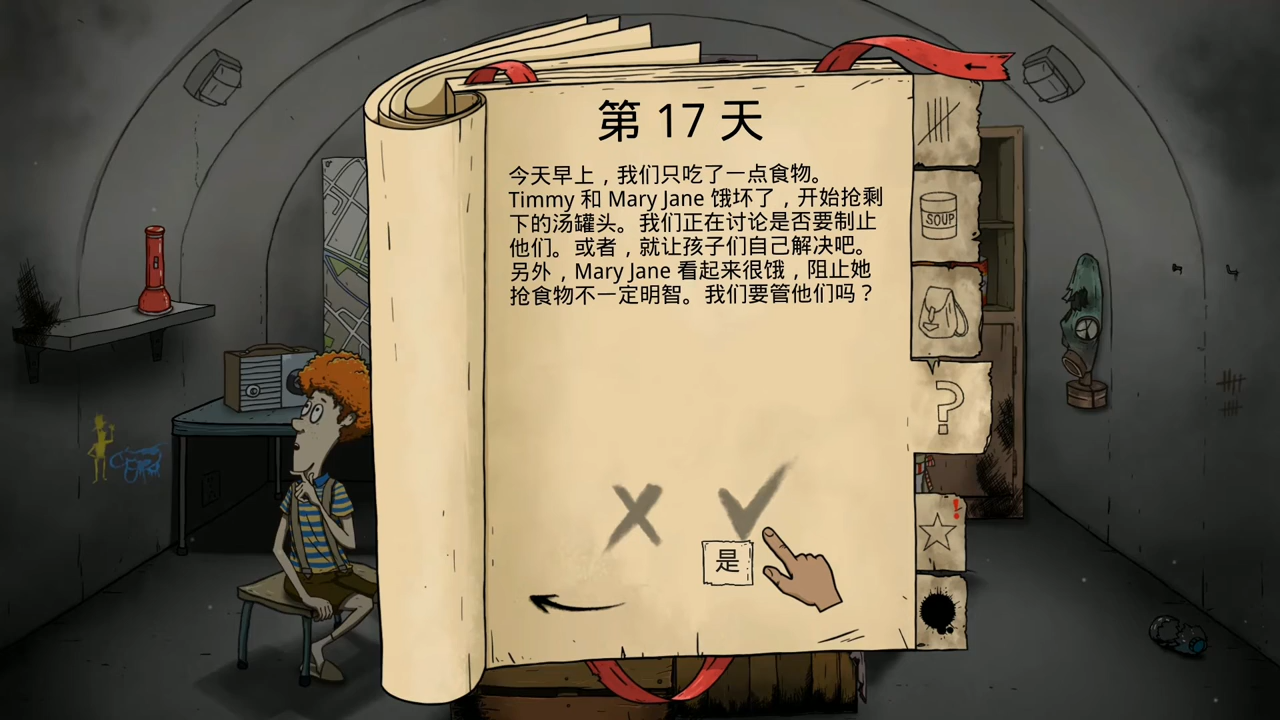 第 17 天
今天早上，我们只吃了一点食物。
Timmy 和 Mary Jane 饿坏了，开始抢剩
下的汤罐头。我们正在讨论是否要制止
他们。或者，就让孩子们自己解决吧。
另外，Mary Jane 看起来很饿，阻止她
抢食物不一定明智。我们要管他们吗？
SOUP
是